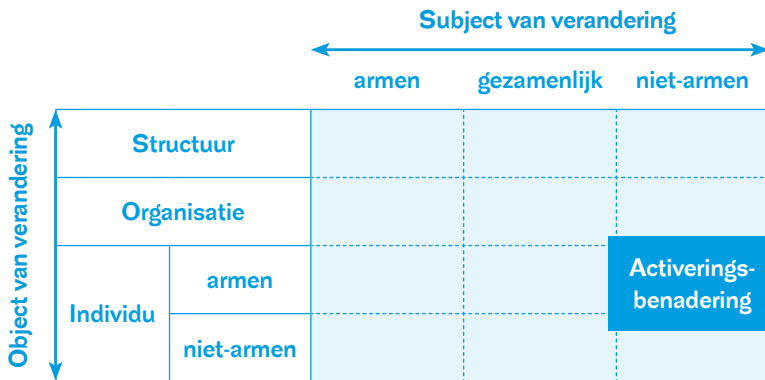 Subject van verandering
armen gezamenlijk niet-armen
Object van verandering
Structuur
Organisatie
Individu
armen
niet-armen
Activerings-
benadering